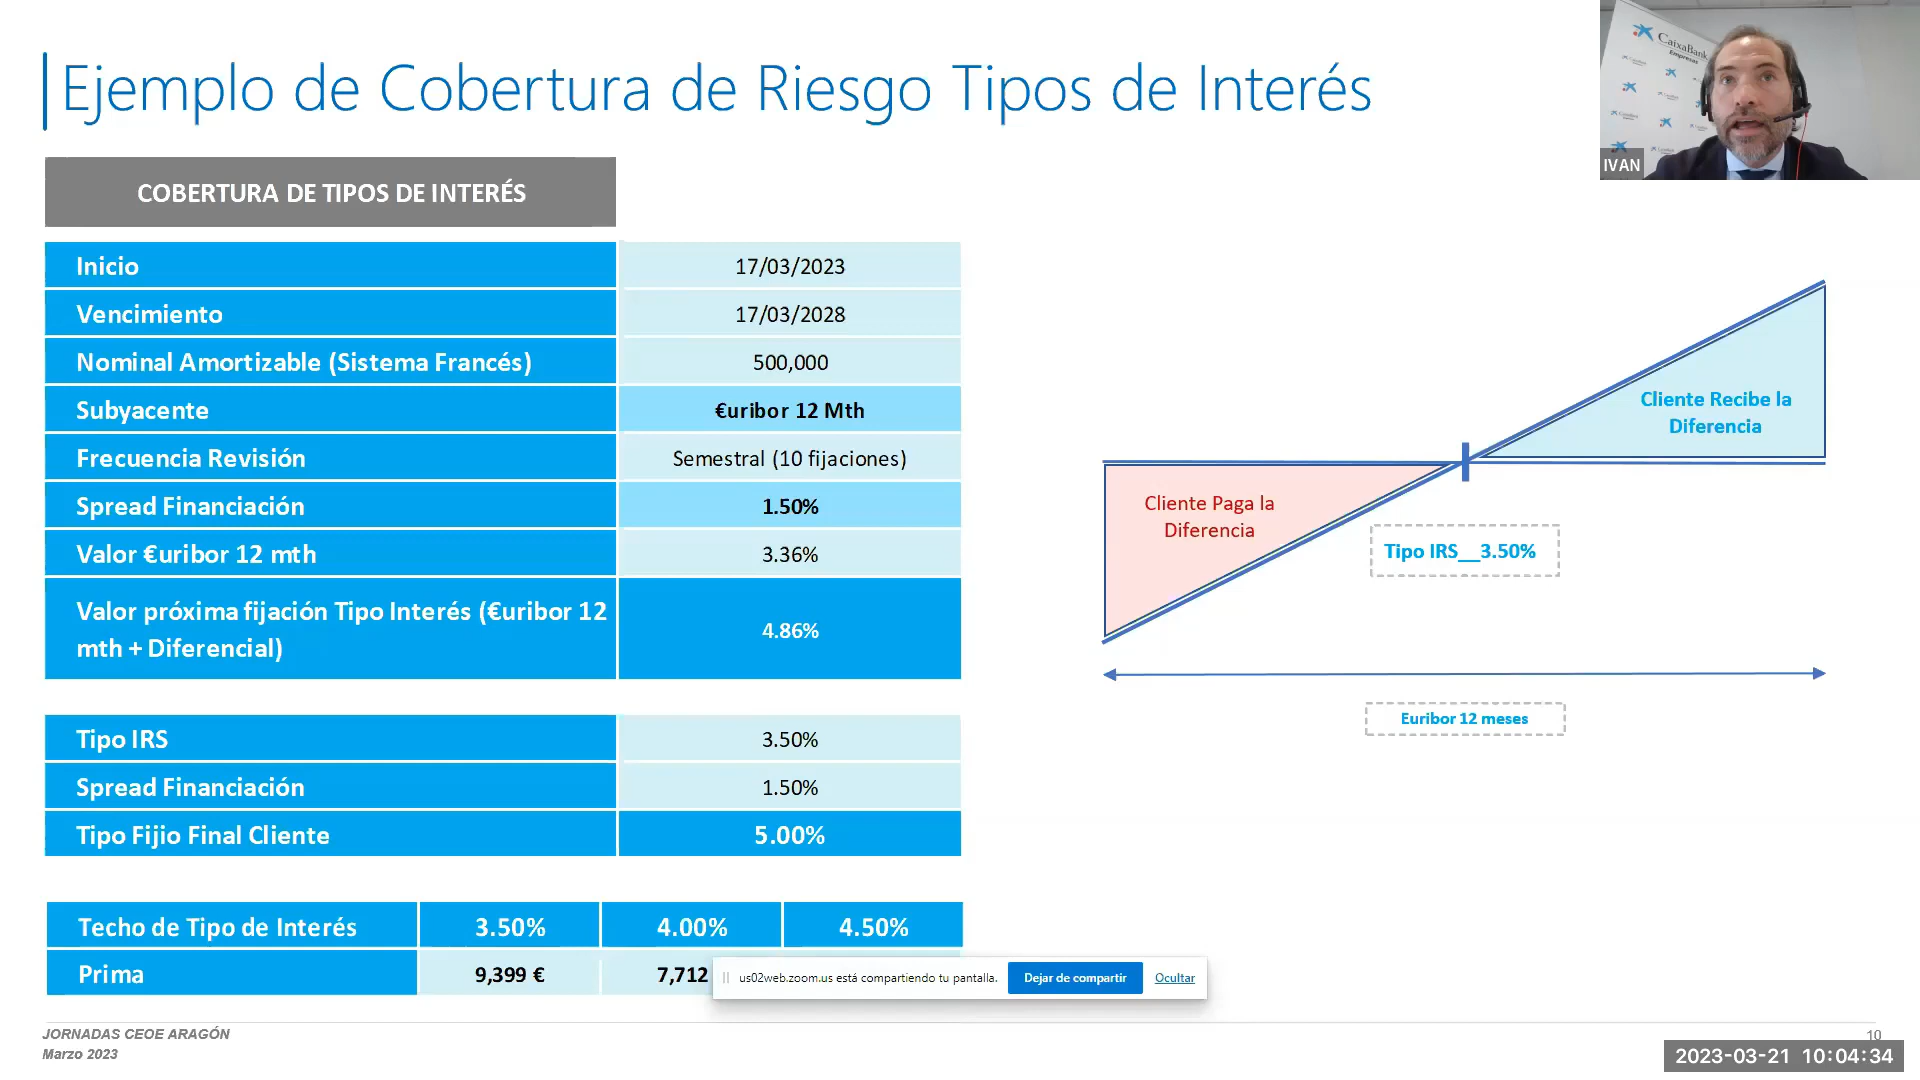 Ejemplo de Cobertura de Riesgo Tipos de Interés
CaixaBank
Empresas
IVAN
COBERTURA DE TIPOS DE INTERÉS
Inicio 17/03/2023
Vencimiento 17/03/2028
Nominal Amortizable (Sistema Francés) 500,000
Subyacente €uribor 12 Mth
Frecuencia Revisión Semestral (10 fijaciones)
Spread Financiación 1.50%
Valor €uribor 12 mth 3.36%
Valor próxima fijación Tipo Interés (€uribor 12
mth + Diferencial) 4.86%
Tipo IRS 3.50%
Spread Financiación 1.50%
Tipo Fijio Final Cliente 5.00%
Techo de Tipo de Interés 3.50% 4.00% 4.50%
Prima 9,399 € 7,712
Cliente Recibe la
Diferencia
Cliente Paga la
Diferencia
Tipo IRS__3.50%
Euribor 12 meses
us02web.zoom.us está compartiendo tu pantalla. Dejar de compartir Ocultar
JORNADAS CEOE ARAGÓN
Marzo 2023
10
2023-03-21 10:04:34